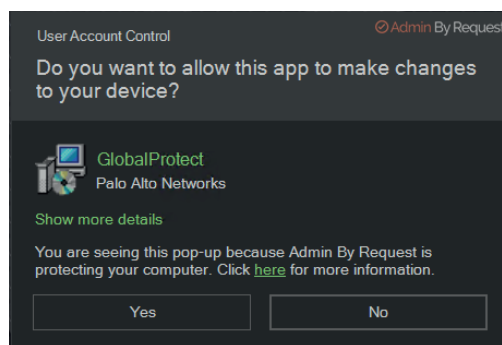 User Account Control
Admin By Request
Do you want to allow this app to make changes
to your device?
GlobalProtect
Palo Alto Networks
Show more details
You are seeing this pop-up because Admin By Request is
protecting your computer. Click here for more information.
Yes
No